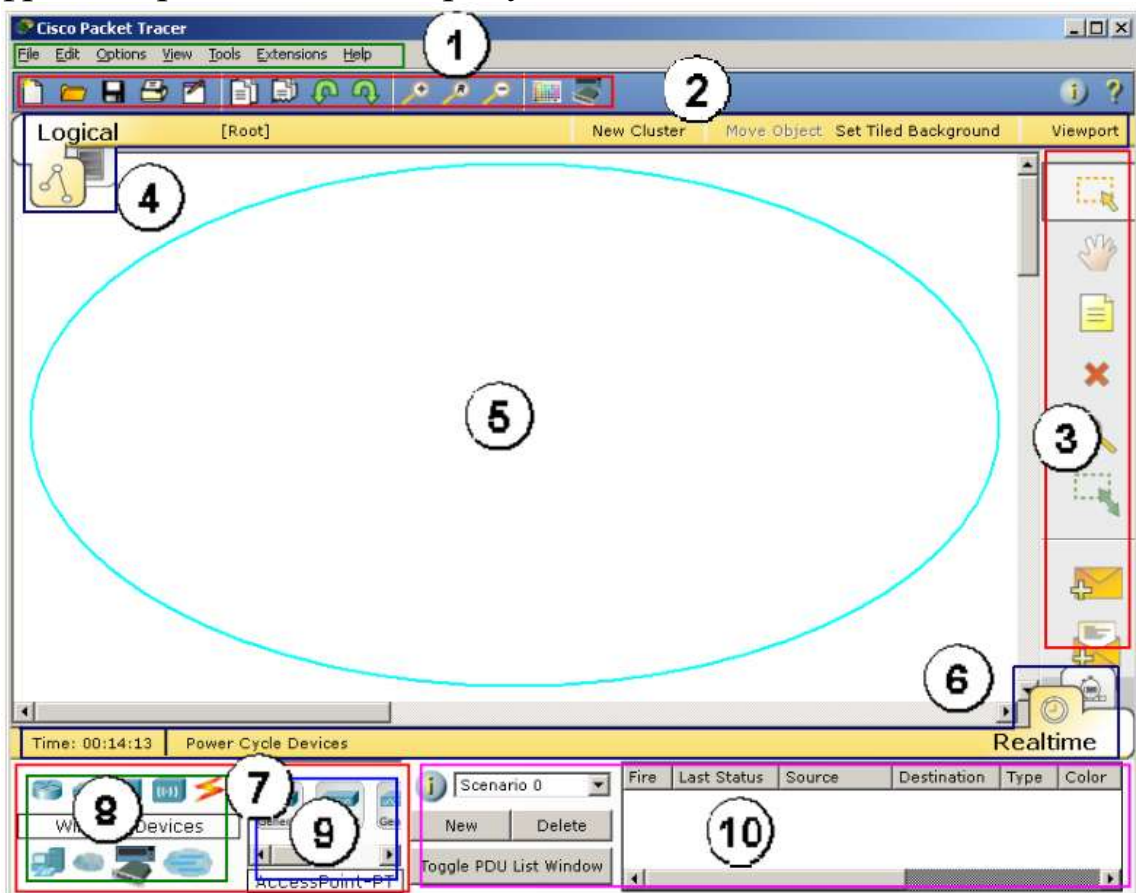 Cisco Packet Tracer
File Edit Options View Tools Extensions Help
1
2
Logical [Root] New Cluster Move Object Set Tiled Background Viewport
4
5
3
6
Time: 00:14:13 Power Cycle Devices Realtime
7
8
Devices
9
AccessPoint-PT
Scenario 0
New Delete
Toggle PDU List Window
Fire Last Status Source Destination Type Color
10